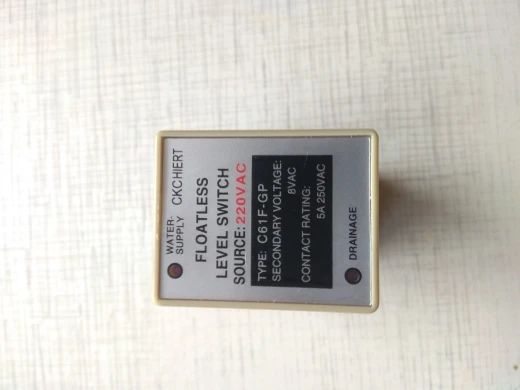 WATER-
SUPPLY CKCHIERT
FLOATLESS
LEVEL SWITCH
SOURCE:220VAC
TYPE: C61F-GP
SECONDARY VOLTAGE:
8VAC
CONTACT RATING:
5A 250VAC
DRAINAGE